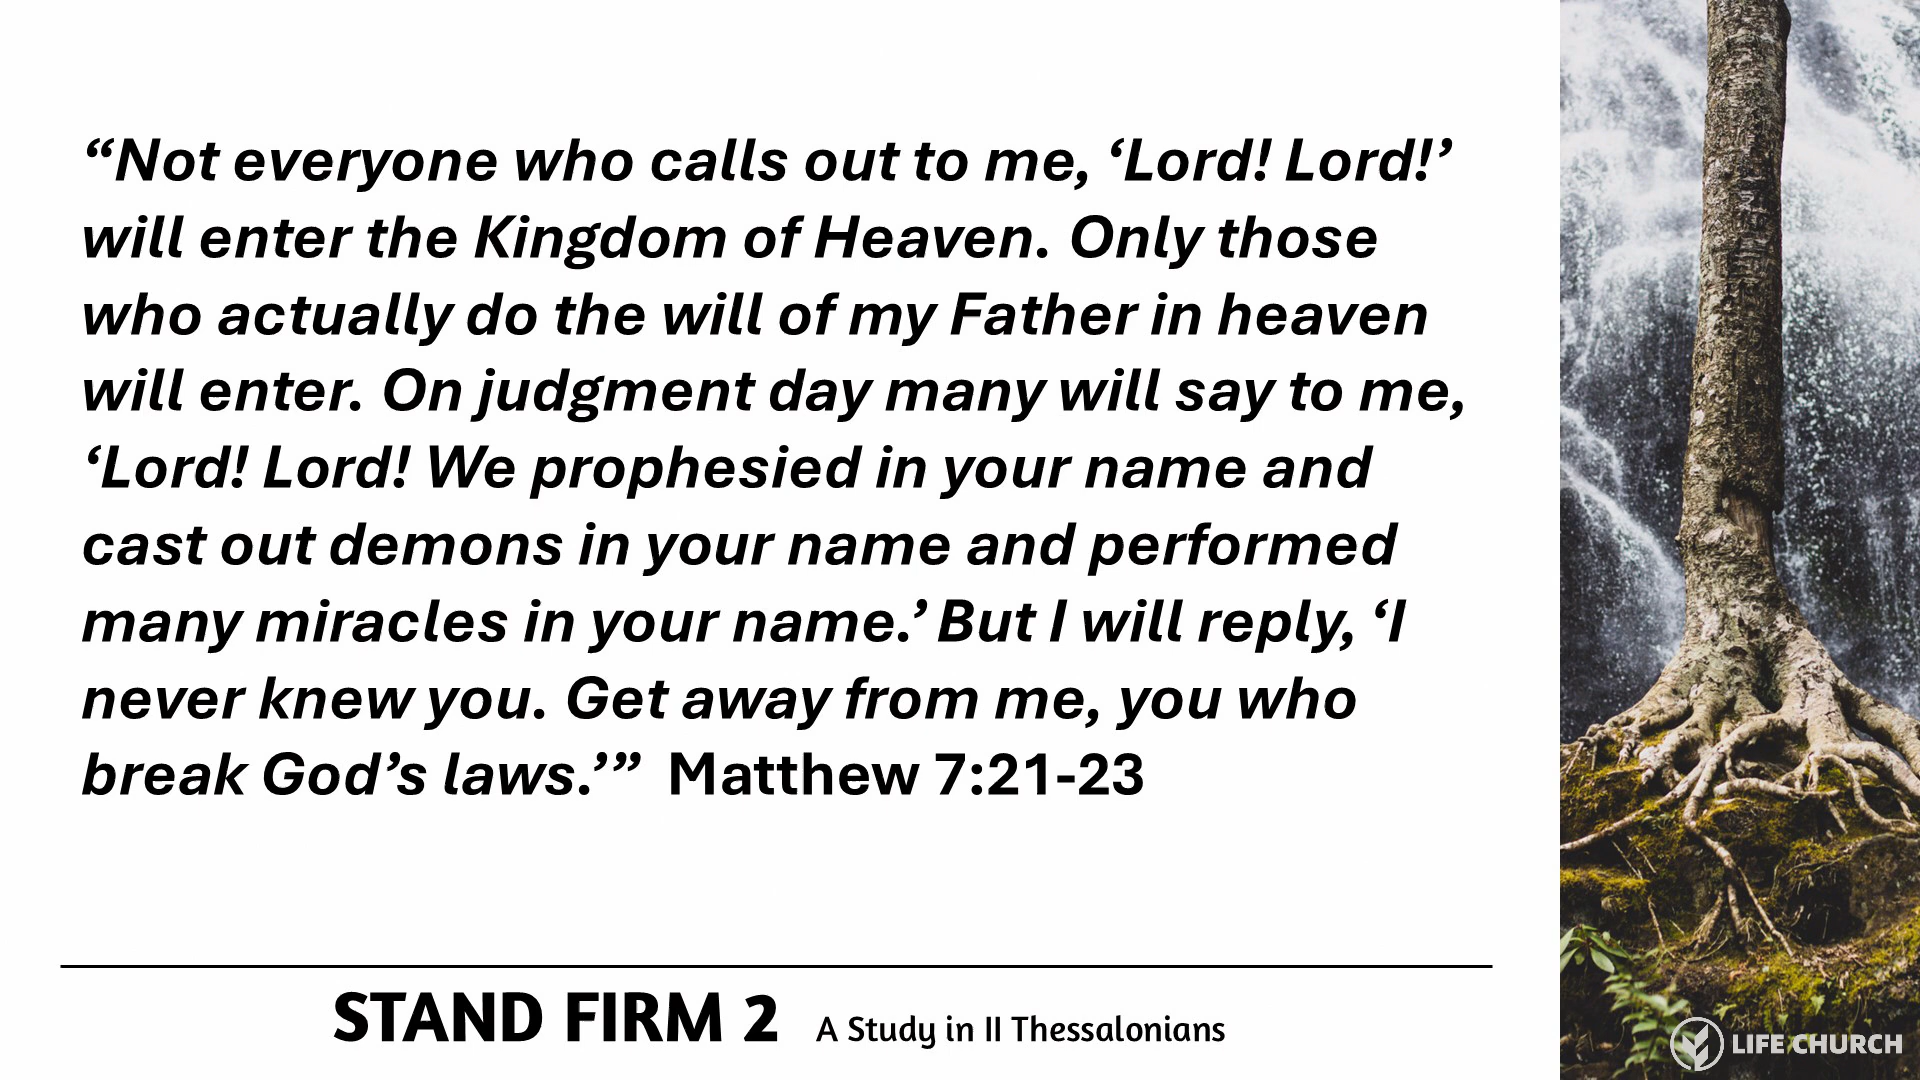 “Not everyone who calls out to me, ‘Lord! Lord!’
will enter the Kingdom of Heaven. Only those
who actually do the will of my Father in heaven
will enter. On judgment day many will say to me,
‘Lord! Lord! We prophesied in your name and
cast out demons in your name and performed
many miracles in your name.’ But I will reply, ‘I
never knew you. Get away from me, you who
break God’s laws.’”  Matthew 7:21-23
STAND FIRM 2 A Study in II Thessalonians
LIFE CHURCH